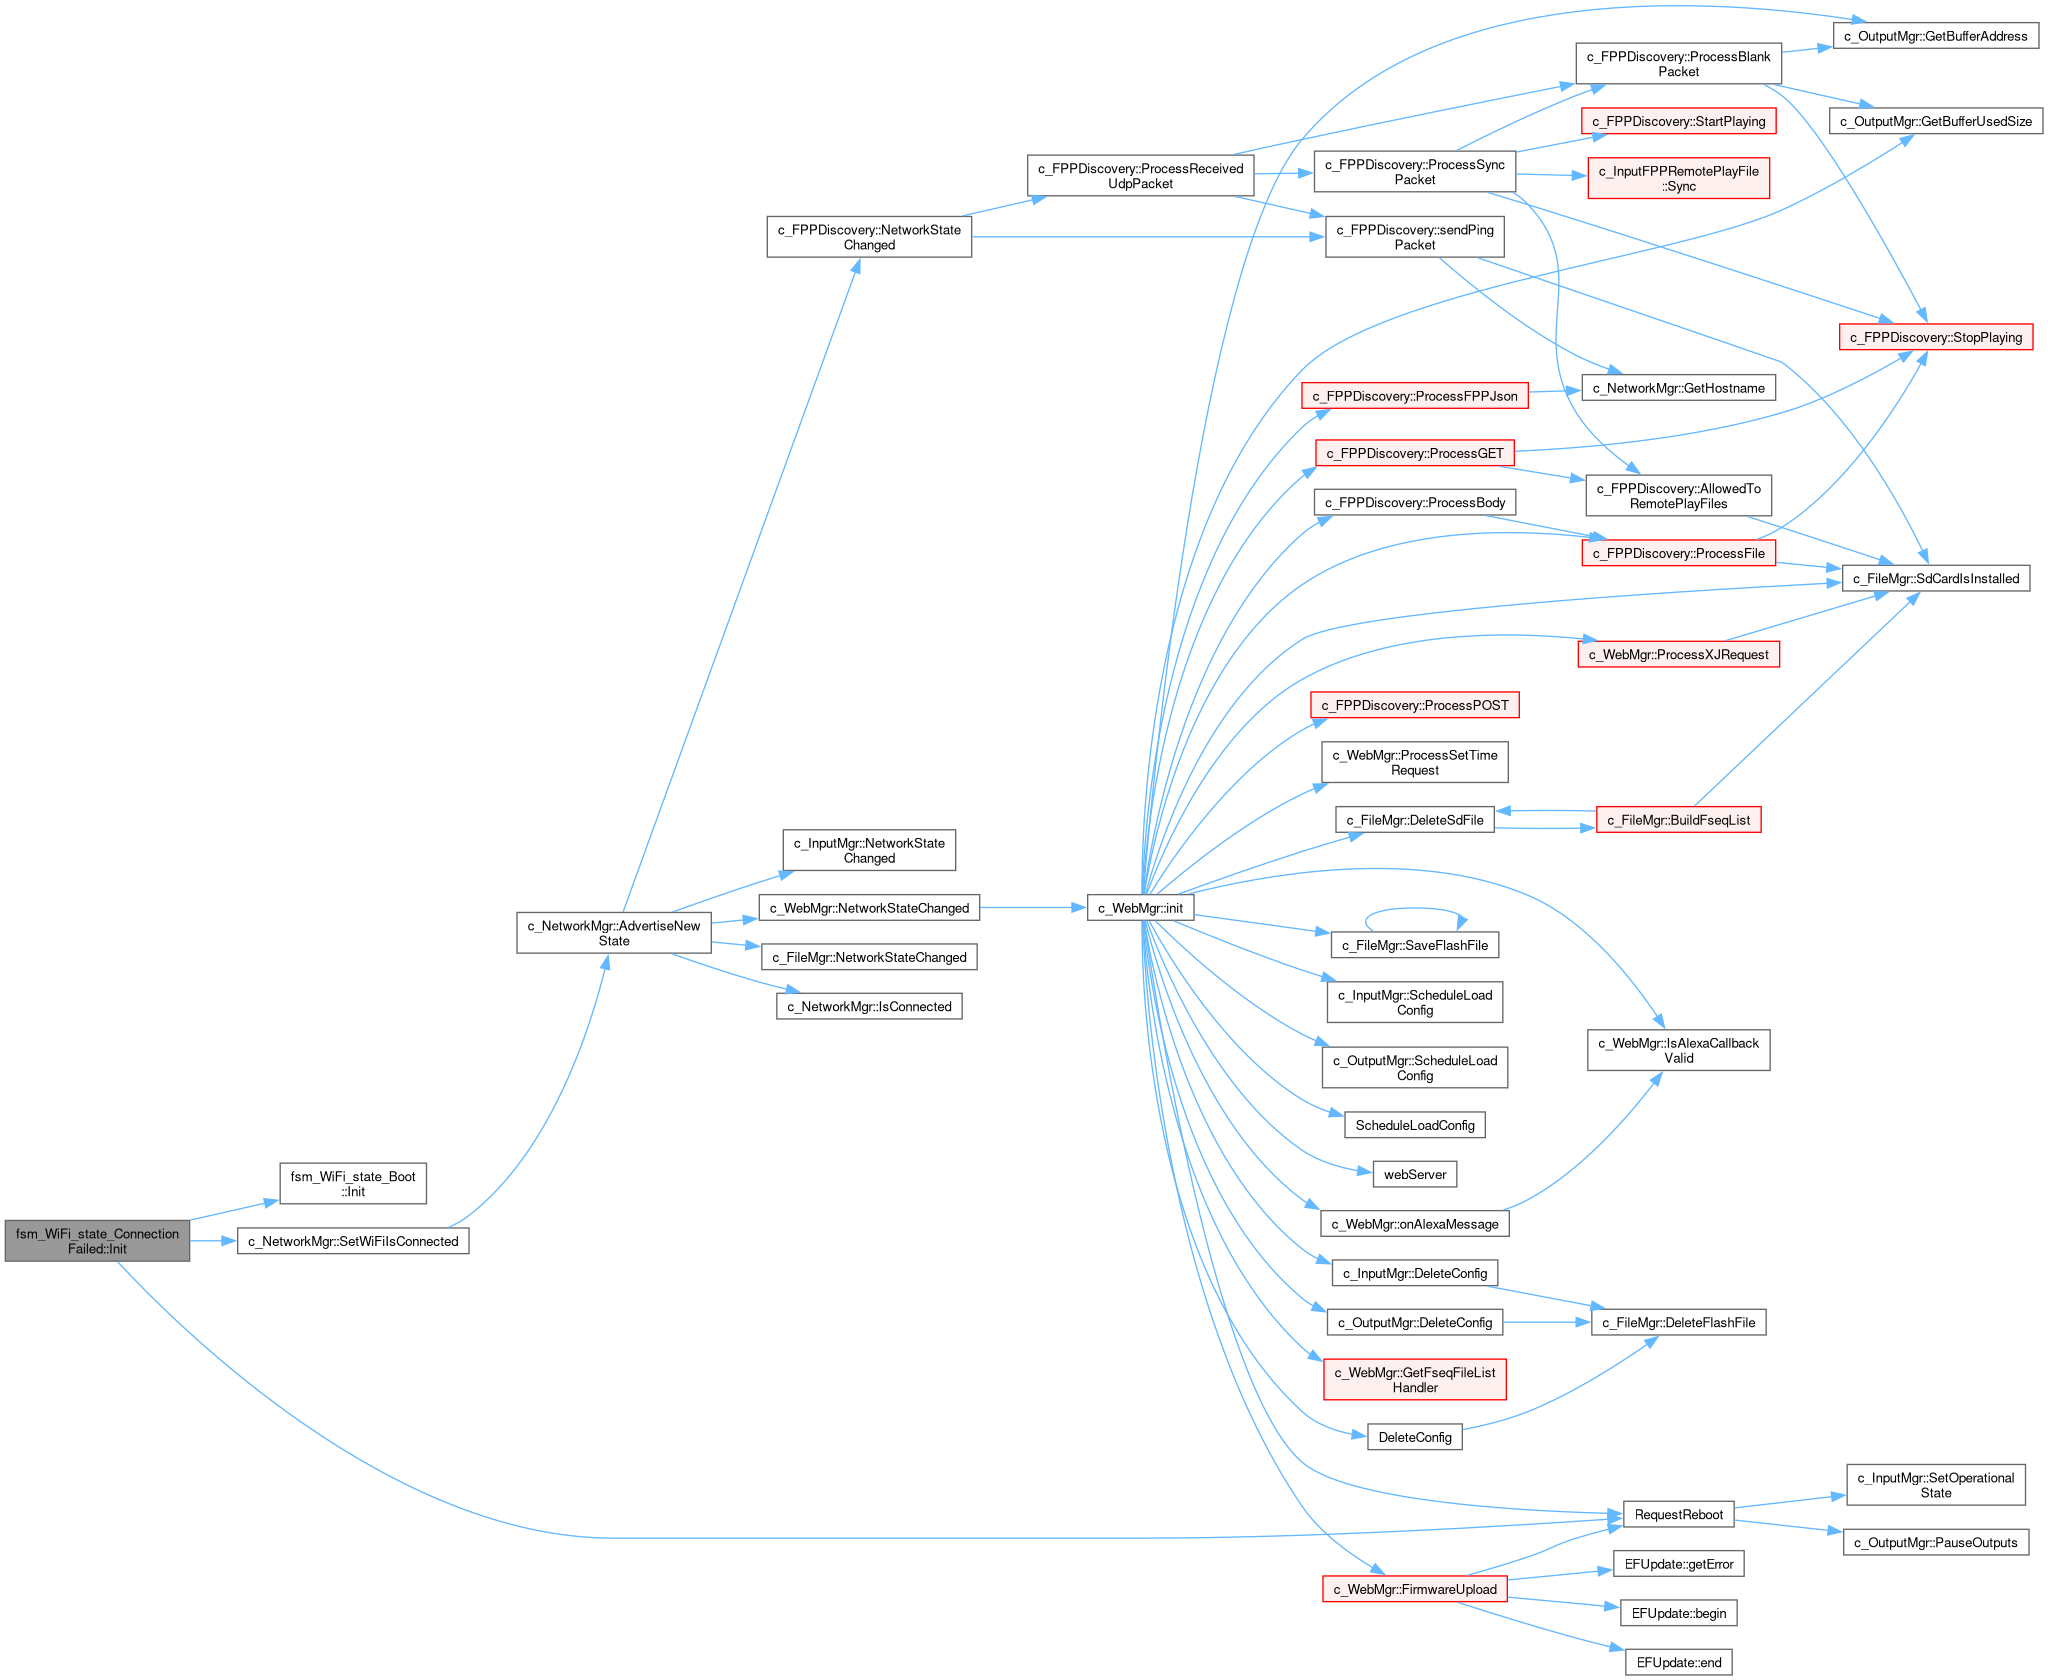 fsm_WiFi_state_Connection
Failed::Init
fsm_WiFi_state_Boot
::Init
c_NetworkMgr::SetWiFiIsConnected
c_NetworkMgr::AdvertiseNew
State
c_FPPDiscovery::NetworkState
Changed
c_InputMgr::NetworkState
Changed
c_WebMgr::NetworkStateChanged
c_FileMgr::NetworkStateChanged
c_NetworkMgr::IsConnected
c_FPPDiscovery::ProcessReceived
UdpPacket
c_WebMgr::init
c_FPPDiscovery::ProcessSync
Packet
c_FPPDiscovery::sendPing
Packet
c_FPPDiscovery::ProcessFPPJson
c_FPPDiscovery::ProcessGET
c_FPPDiscovery::ProcessBody
c_FPPDiscovery::ProcessPOST
c_WebMgr::ProcessSetTime
Request
c_FileMgr::DeleteSdFile
c_FileMgr::SaveFlashFile
c_InputMgr::ScheduleLoad
Config
c_OutputMgr::ScheduleLoad
Config
ScheduleLoadConfig
webServer
c_WebMgr::onAlexaMessage
c_InputMgr::DeleteConfig
c_OutputMgr::DeleteConfig
c_WebMgr::GetFseqFileList
Handler
DeleteConfig
c_WebMgr::FirmwareUpload
c_FPPDiscovery::ProcessBlank
Packet
c_FPPDiscovery::StartPlaying
c_InputFPPRemotePlayFile
::Sync
c_NetworkMgr::GetHostname
c_FPPDiscovery::AllowedTo
RemotePlayFiles
c_FPPDiscovery::ProcessFile
c_WebMgr::ProcessXJRequest
c_FileMgr::BuildFseqList
c_WebMgr::IsAlexaCallback
Valid
c_FileMgr::DeleteFlashFile
RequestReboot
EFUpdate::getError
EFUpdate::begin
EFUpdate::end
c_OutputMgr::GetBufferAddress
c_OutputMgr::GetBufferUsedSize
c_FPPDiscovery::StopPlaying
c_FileMgr::SdCardIsInstalled
c_InputMgr::SetOperational
State
c_OutputMgr::PauseOutputs